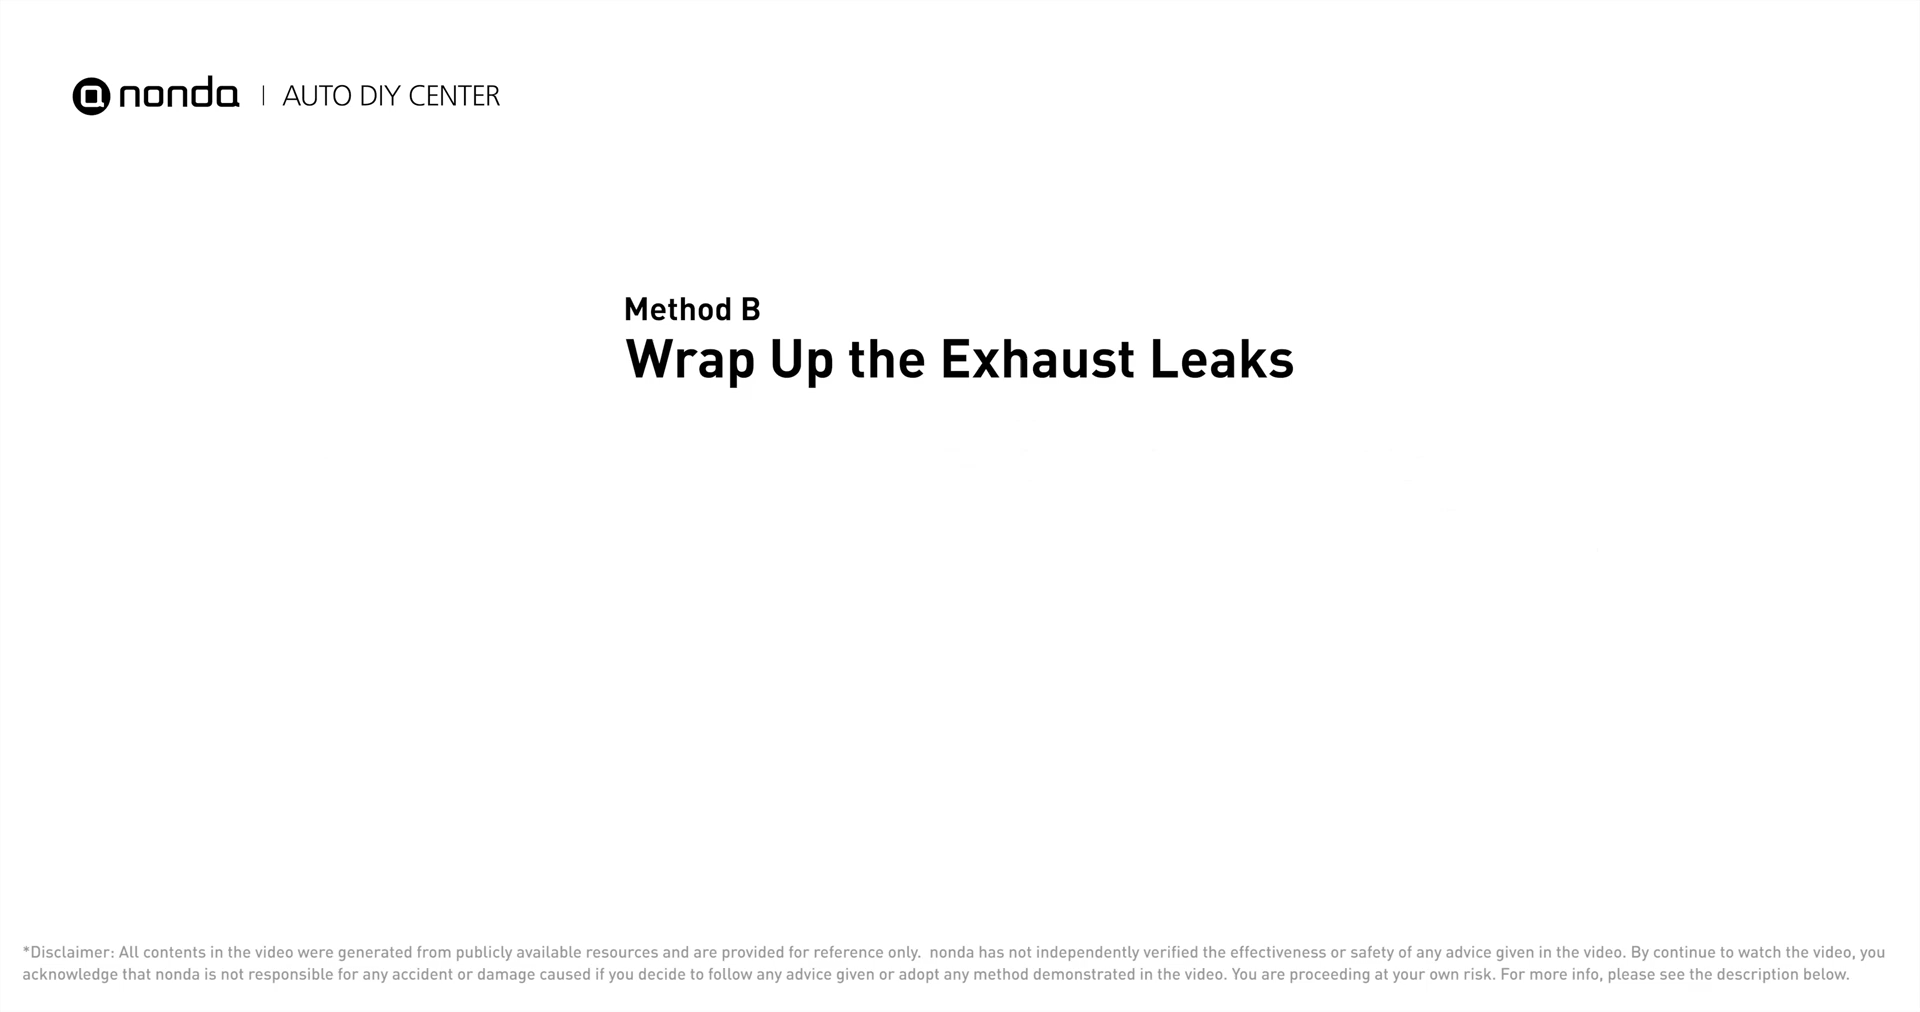 nonda | AUTO DIY CENTER
Method B
Wrap Up the Exhaust Leaks
*Disclaimer: All contents in the video were generated from publicly available resources and are provided for reference only. nonda has not independently verified the effectiveness or safety of any advice given in the video. By continue to watch the video, you
acknowledge that nonda is not responsible for any accident or damage caused if you decide to follow any advice given or adopt any method demonstrated in the video. You are proceeding at your own risk. For more info, please see the description below.